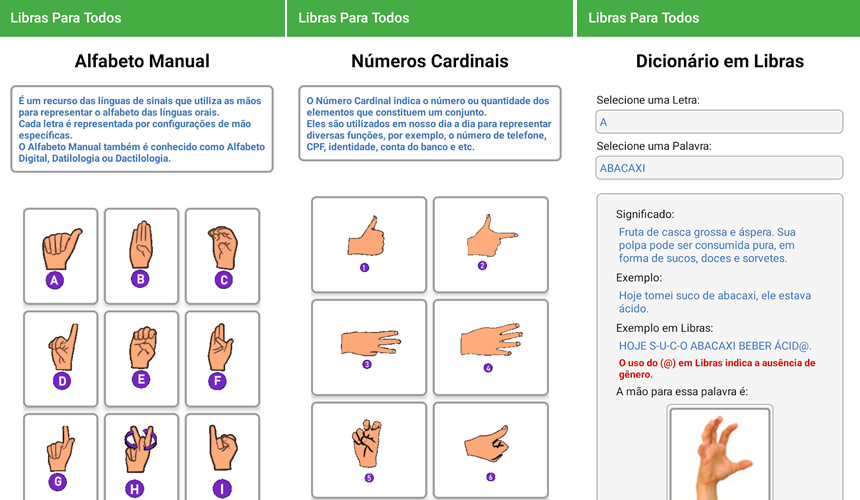 Libras Para Todos
Alfabeto Manual
É um recurso das línguas de sinais que utiliza as mãos
para representar o alfabeto das línguas orais.
Cada letra é representada por configurações de mão
específicas.
O Alfabeto Manual também é conhecido como Alfabeto
Digital, Datilologia ou Dactilologia.
A
B
C
D
E
F
G
H
I
Libras Para Todos
Números Cardinais
O Número Cardinal indica o número ou quantidade dos
elementos que constituem um conjunto.
Eles são utilizados em nosso dia a dia para representar
diversas funções, por exemplo, o número de telefone,
CPF, identidade, conta do banco e etc.
1
2
3
4
5
6
Libras Para Todos
Dicionário em Libras
Selecione uma Letra:
A
Selecione uma Palavra:
ABACAXI
Significado:
Fruta de casca grossa e áspera. Sua
polpa pode ser consumida pura, em
forma de sucos, doces e sorvetes.
Exemplo:
Hoje tomei suco de abacaxi, ele estava
ácido.
Exemplo em Libras:
HOJE S-U-C-O ABACAXI BEBER ÁCID@.
O uso do (@) em Libras indica a ausência de
gênero.
A mão para essa palavra é: